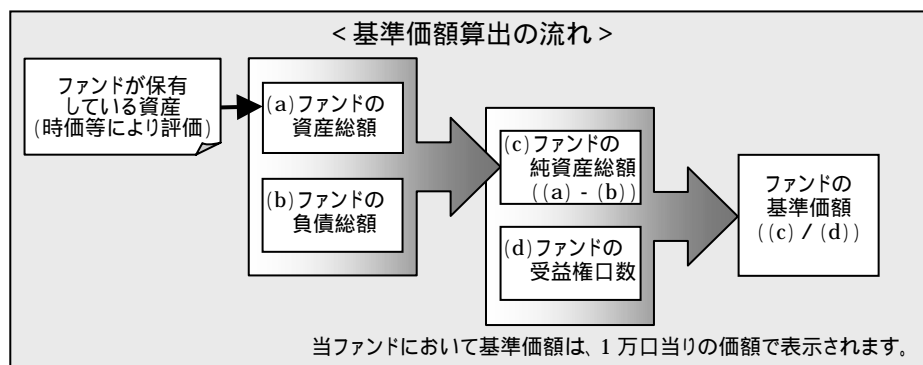 <基準価額算出の流れ>
ファンドが保有
している資産
(時価等により評価)
(a)ファンドの
資産総額
(b)ファンドの
負債総額
(c)ファンドの
純資産総額
((a) - (b))
(d)ファンドの
受益権口数
ファンドの
基準価額
((c) / (d))
当ファンドにおいて基準価額は、1万口当りの価額で表示されます。